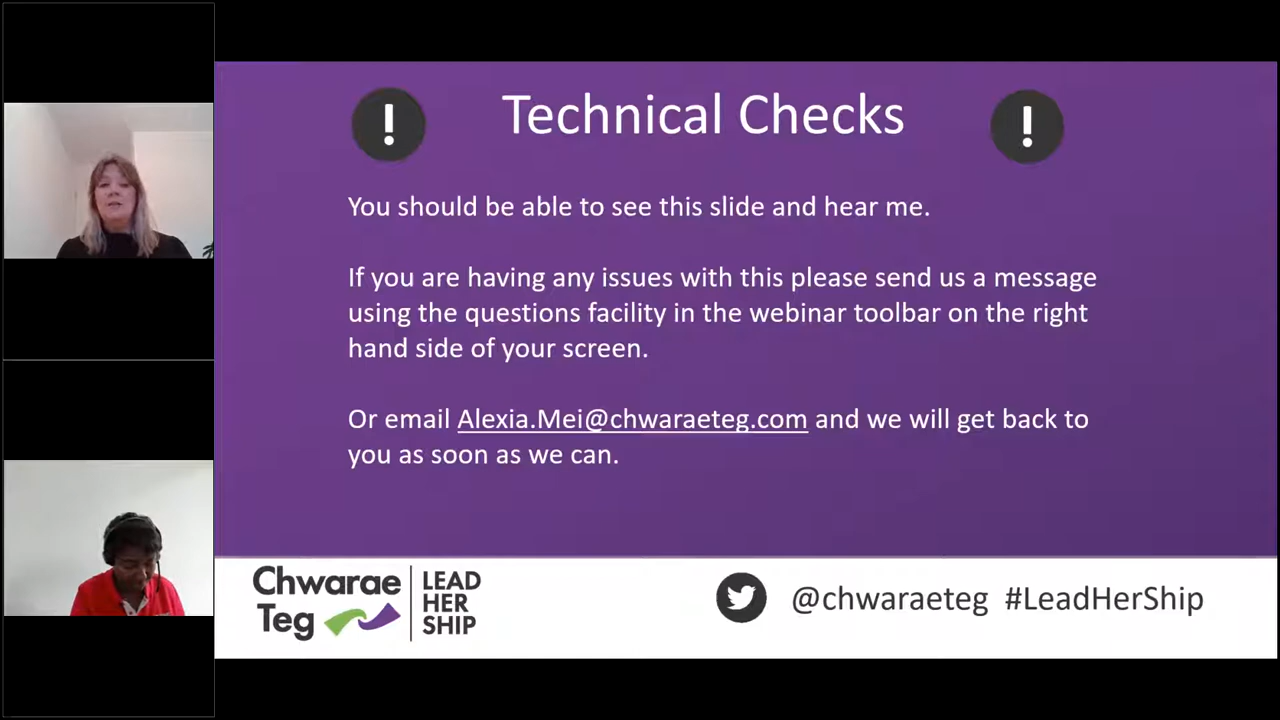 ! Technical Checks !
You should be able to see this slide and hear me.
If you are having any issues with this please send us a message
using the questions facility in the webinar toolbar on the right
hand side of your screen.
Or email Alexia.Mei@chwaraeteg.com and we will get back to
you as soon as we can.
Chwarae
Teg
LEAD
HER
SHIP
@chwaraeteg #LeadHerShip